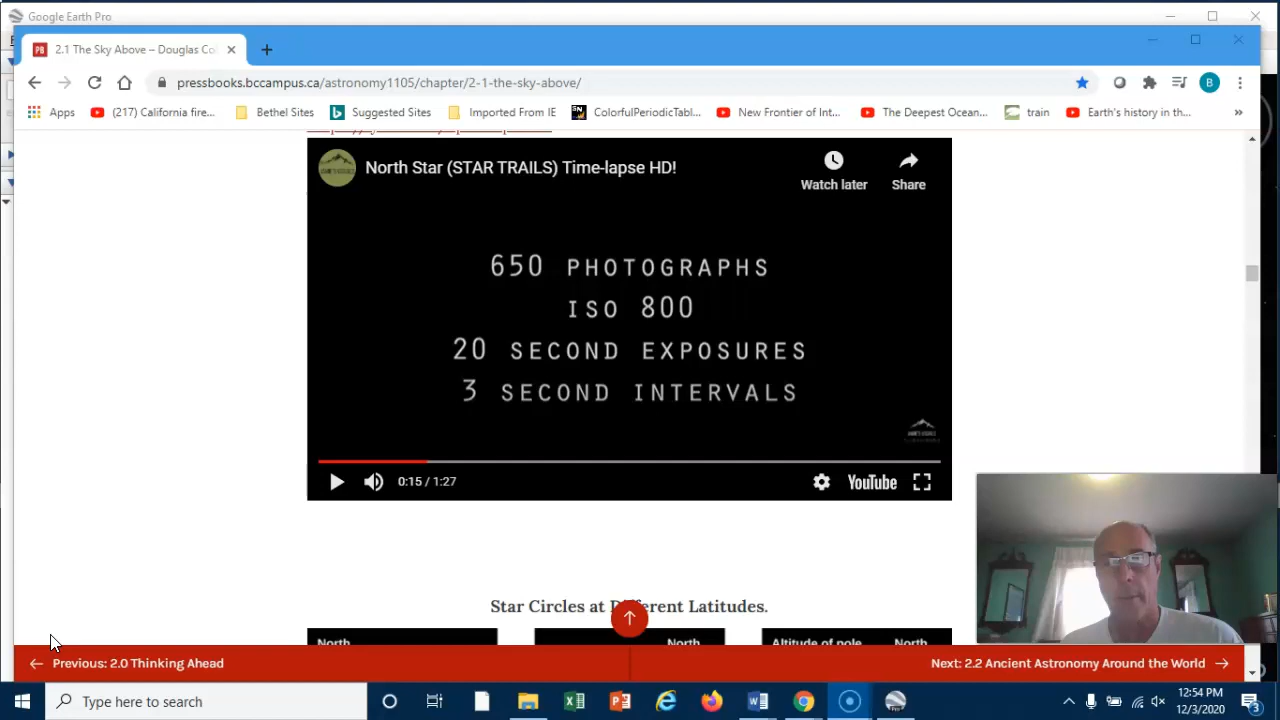 Google Earth Pro
2.1 The Sky Above – Douglas Co
pressbooks.bccampus.ca/astronomy1105/chapter/2-1-the-sky-above/
Apps
(217) California fire...
Bethel Sites
Suggested Sites
Imported From IE
ColorfulPeriodicTabl...
New Frontier of Int...
The Deepest Ocean...
train
Earth's history in th...
North Star (STAR TRAILS) Time-lapse HD!
Watch later
Share
650 PHOTOGRAPHS
ISO 800
20 SECOND EXPOSURES
3 SECOND INTERVALS
0:15 / 1:27
YouTube
Star Circles at Different Latitudes.
North
North
Altitude of pole
North
Previous: 2.0 Thinking Ahead
Next: 2.2 Ancient Astronomy Around the World
Type here to search
12:54 PM
12/3/2020